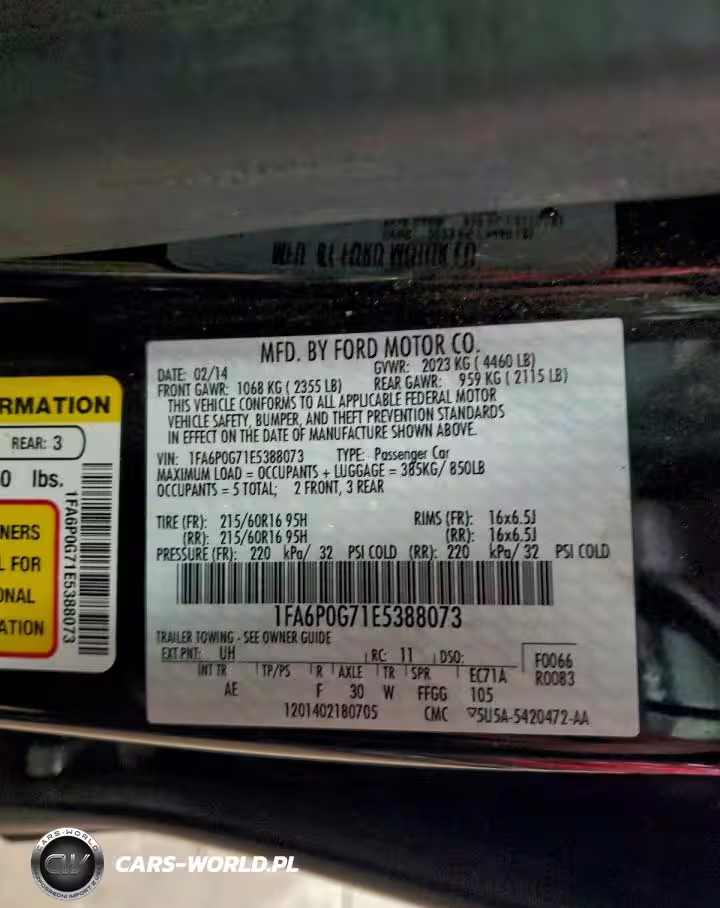 MFD. BY FORD MOTOR CO.
DATE: 02/14 GVWR: 2023 KG ( 4460 LB)
FRONT GAWR: 1068 KG ( 2355 LB) REAR GAWR: 959 KG ( 2115 LB)
THIS VEHICLE CONFORMS TO ALL APPLICABLE FEDERAL MOTOR
VEHICLE SAFETY, BUMPER, AND THEFT PREVENTION STANDARDS
IN EFFECT ON THE DATE OF MANUFACTURE SHOWN ABOVE.
VIN: 1FA6P0G71E5388073 TYPE: Passenger Car
MAXIMUM LOAD = OCCUPANTS + LUGGAGE = 385KG/ 850LB
OCCUPANTS = 5 TOTAL; 2 FRONT, 3 REAR
TIRE (FR): 215/60R16 95H RIMS (FR): 16x6.5J
(RR): 215/60R16 95H (RR): 16x6.5J
PRESSURE (FR): 220 kPa/ 32 PSI COLD (RR): 220 kPa/ 32 PSI COLD
1FA6P0G71E5388073
TRAILER TOWING - SEE OWNER GUIDE
EXT PNT: UH RC: 11 DSO: F0066
R0083
INT TR TP/PS R AXLE TR SPR EC71A
AE F 30 W FFGG 105
1201402180705 CMC ▽5U5A-5420472-AA
RMATION
REAR: 3
0 lbs.
NERS
L FOR
ONAL
ATION
1FA6P0G71E5388073
CARS-WORLD
CW
CARS-WORLD.PL